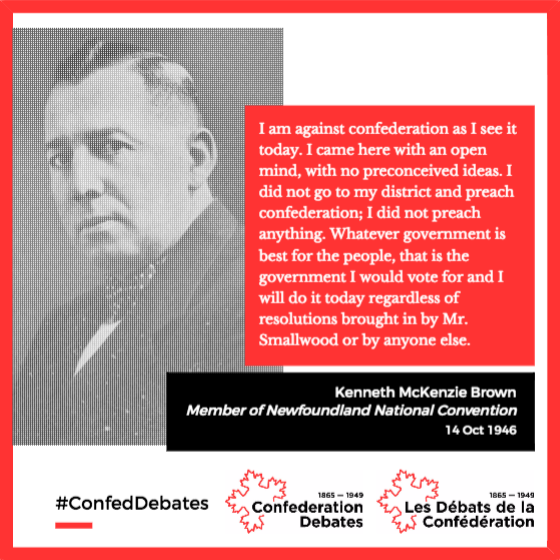 I am against confederation as I see it
today. I came here with an open
mind, with no preconceived ideas. I
did not go to my district and preach
confederation; I did not preach
anything. Whatever government is
best for the people, that is the
government I would vote for and I
will do it today regardless of
resolutions brought in by Mr.
Smallwood or by anyone else.
Kenneth McKenzie Brown
Member of Newfoundland National Convention
14 Oct 1946
#ConfedDebates
1865 — 1949
Confederation
Debates
1865 — 1949
Les Débats de la
Confédération